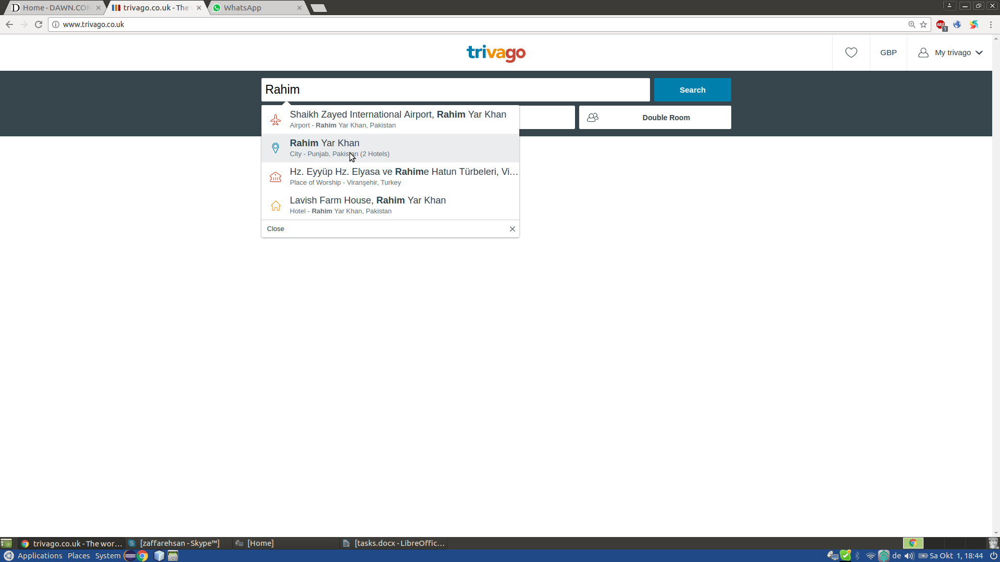 Home - DAWN.COM
trivago.co.uk - The
WhatsApp
www.trivago.co.uk
ABP
1
trivago
GBP
My trivago
Rahim
Search
Shaikh Zayed International Airport, Rahim Yar Khan
Airport - Rahim Yar Khan, Pakistan
Double Room
Rahim Yar Khan
City - Punjab, Pakistan (2 Hotels)
Hz. Eyyüp Hz. Elyasa ve Rahime Hatun Türbeleri, Vi...
Place of Worship - Viranşehir, Turkey
Lavish Farm House, Rahim Yar Khan
Hotel - Rahim Yar Khan, Pakistan
Close
trivago.co.uk - The wor...
[zaffarehsan - Skype™]
[Home]
[tasks.docx - LibreOffic...
Applications Places System
de
Sa Okt 1, 18:44